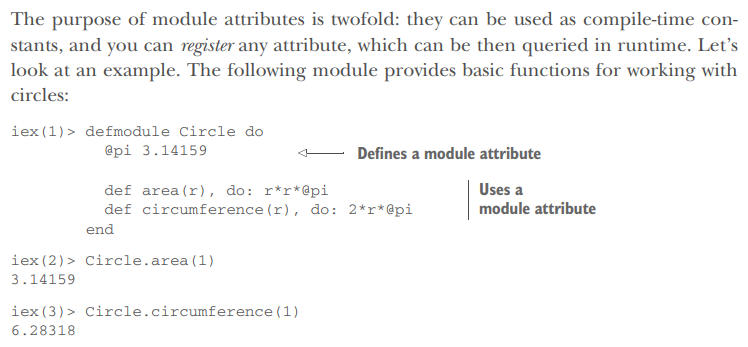 The purpose of module attributes is twofold: they can be used as compile-time con-
stants, and you can register any attribute, which can be then queried in runtime. Let's
look at an example. The following module provides basic functions for working with
circles:
iex(1)> defmodule Circle do
@pi 3.14159
Defines a module attribute
def area(r), do: r*r*@pi
def circumference(r), do: 2*r*@pi
end
Uses a
module attribute
iex(2)> Circle.area(1)
3.14159
iex(3)> Circle.circumference(1)
6.28318